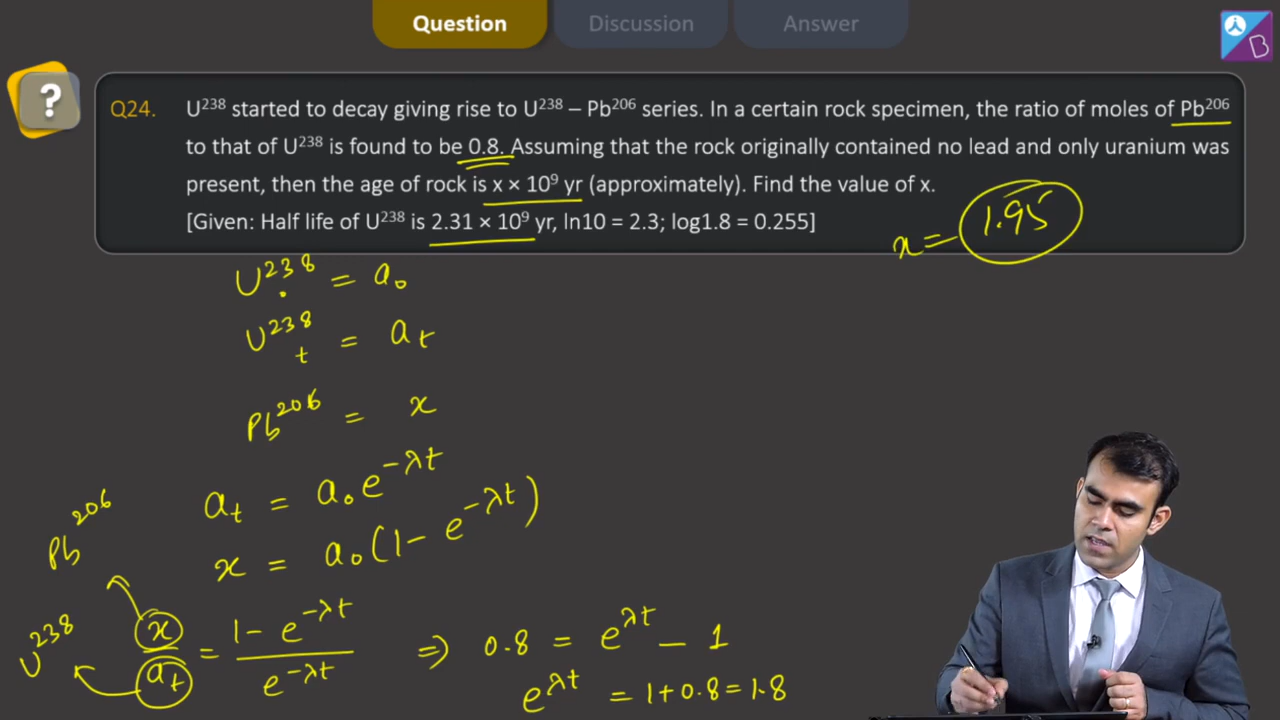 Question Discussion Answer
?
Q24. U²³⁸ started to decay giving rise to U²³⁸ – Pb²⁰⁶ series. In a certain rock specimen, the ratio of moles of Pb²⁰⁶
to that of U²³⁸ is found to be 0.8. Assuming that the rock originally contained no lead and only uranium was
present, then the age of rock is x × 10⁹ yr (approximately). Find the value of x.
[Given: Half life of U²³⁸ is 2.31 × 10⁹ yr, ln10 = 2.3; log1.8 = 0.255]
x = 1.95
U²³⁸₀ = a₀
U²³⁸ₜ = aₜ
Pb²⁰⁶ = x
aₜ = a₀e^(-λt)
x = a₀(1 - e^(-λt))
Pb²⁰⁶
U²³⁸
x/aₜ = (1 - e^(-λt))/e^(-λt) ⇒ 0.8 = e^(λt) - 1
e^(λt) = 1+0.8 = 1.8
B